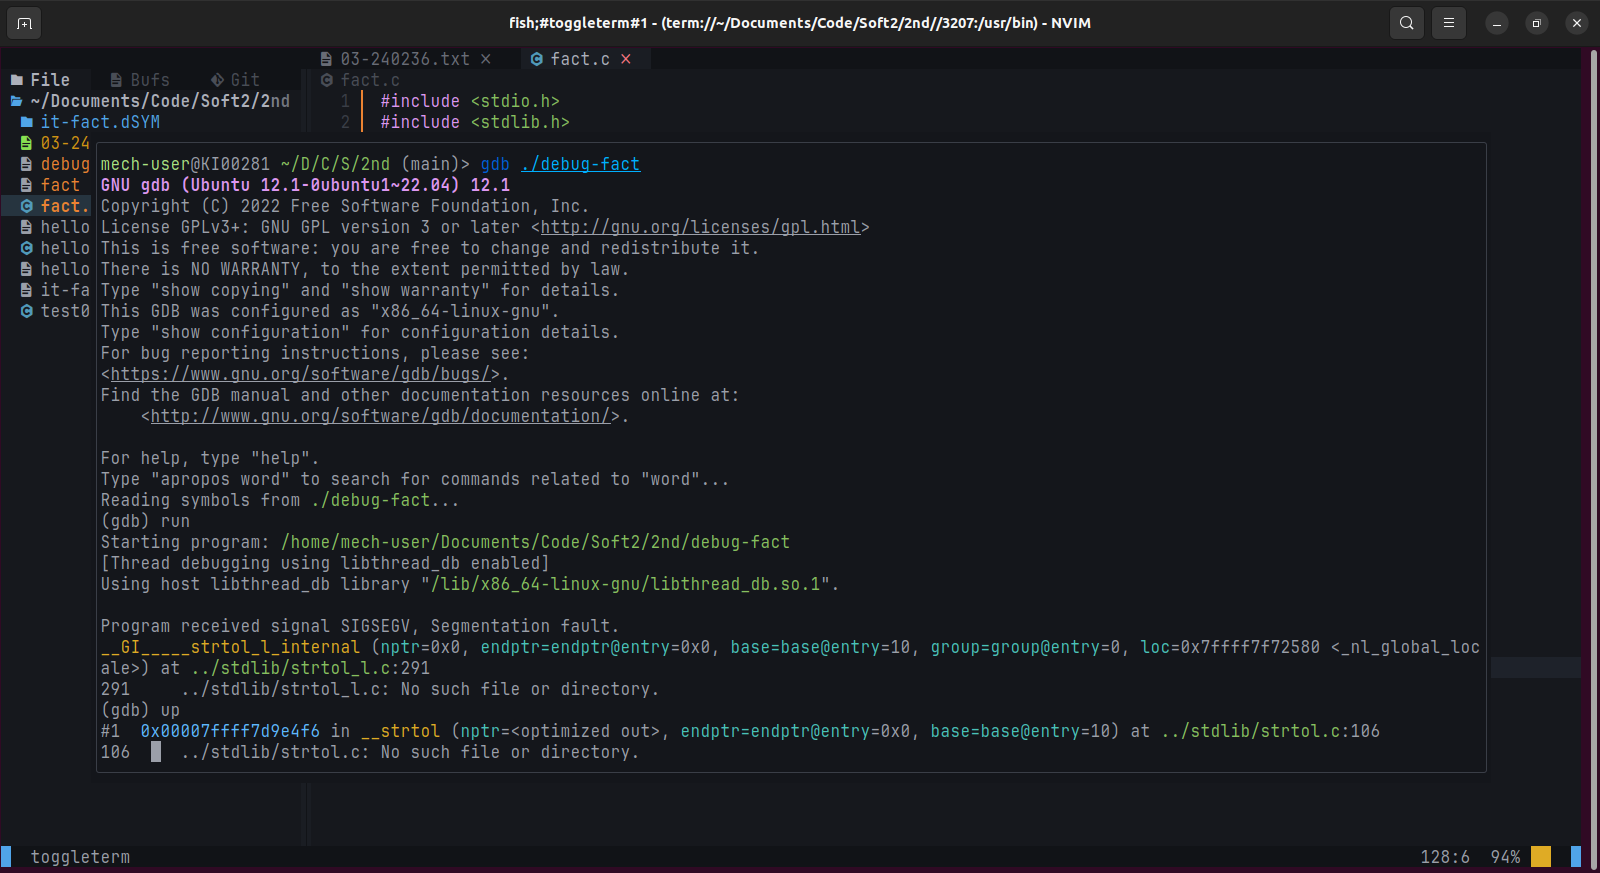 fish;#toggleterm#1 - (term://~/Documents/Code/Soft2/2nd//3207:/usr/bin) - NVIM
03-240236.txt × fact.c ×
File Bufs Git fact.c
~/Documents/Code/Soft2/2nd 1 #include <stdio.h>
it-fact.dSYM 2 #include <stdlib.h>
03-24
debug mech-user@KI00281 ~/D/C/S/2nd (main)> gdb ./debug-fact
fact GNU gdb (Ubuntu 12.1-0ubuntu1~22.04) 12.1
fact. Copyright (C) 2022 Free Software Foundation, Inc.
hello License GPLv3+: GNU GPL version 3 or later <http://gnu.org/licenses/gpl.html>
hello This is free software: you are free to change and redistribute it.
hello There is NO WARRANTY, to the extent permitted by law.
it-fa Type "show copying" and "show warranty" for details.
test0 This GDB was configured as "x86_64-linux-gnu".
Type "show configuration" for configuration details.
For bug reporting instructions, please see:
<https://www.gnu.org/software/gdb/bugs/>.
Find the GDB manual and other documentation resources online at:
<http://www.gnu.org/software/gdb/documentation/>.
For help, type "help".
Type "apropos word" to search for commands related to "word"...
Reading symbols from ./debug-fact...
(gdb) run
Starting program: /home/mech-user/Documents/Code/Soft2/2nd/debug-fact
[Thread debugging using libthread_db enabled]
Using host libthread_db library "/lib/x86_64-linux-gnu/libthread_db.so.1".
Program received signal SIGSEGV, Segmentation fault.
__GI_____strtol_l_internal (nptr=0x0, endptr=endptr@entry=0x0, base=base@entry=10, group=group@entry=0, loc=0x7ffff7f72580 <_nl_global_loc
ale>) at ../stdlib/strtol_l.c:291
291 ../stdlib/strtol_l.c: No such file or directory.
(gdb) up
#1 0x00007ffff7d9e4f6 in __strtol (nptr=<optimized out>, endptr=endptr@entry=0x0, base=base@entry=10) at ../stdlib/strtol.c:106
106 ../stdlib/strtol.c: No such file or directory.
toggleterm 128:6 94%